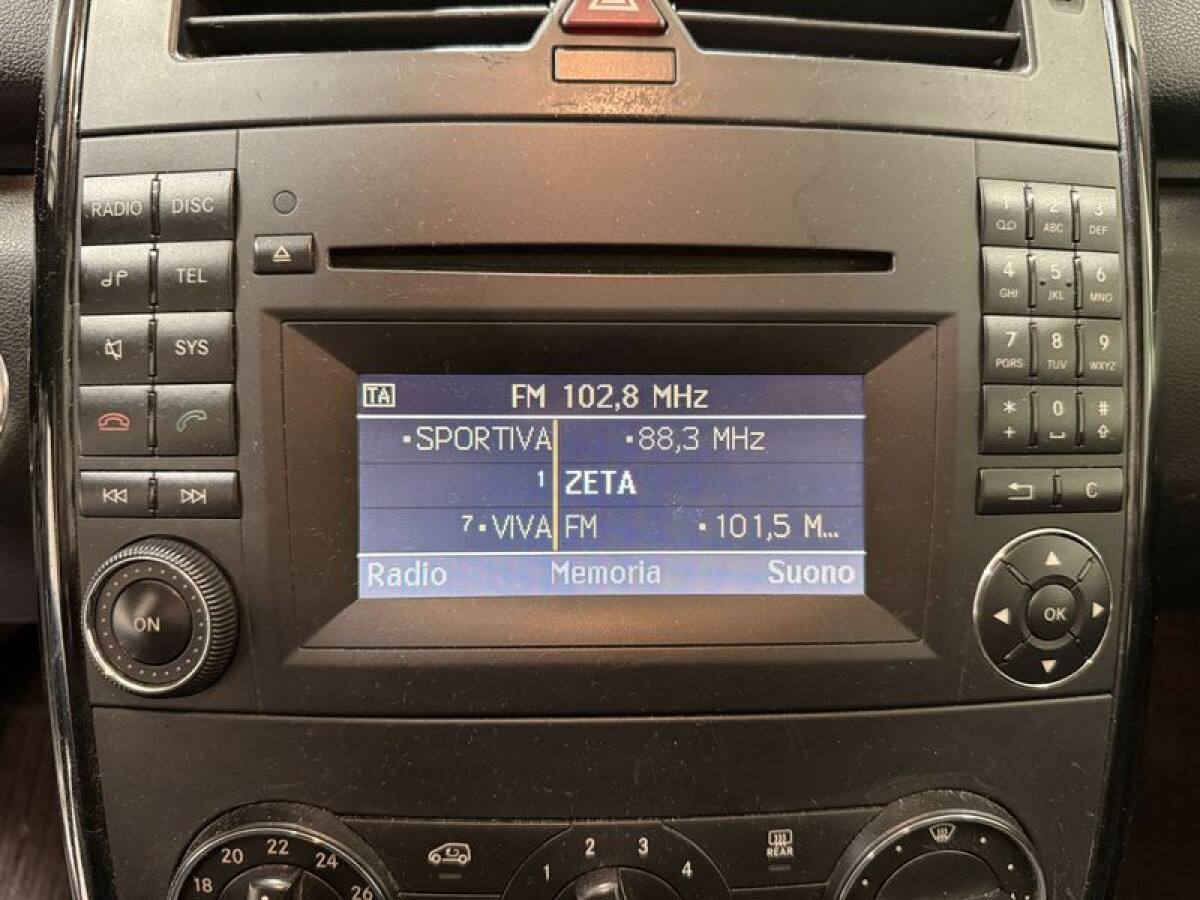 RADIO DISC
TEL
SYS
ON
TA FM 102,8 MHz
·SPORTIVA ·88,3 MHz
1 ZETA
7·VIVA FM ·101,5 M...
Radio Memoria Suono
1 2 3
ABC DEF
4 5 6
GHI JKL MNO
7 8 9
PQRS TUV WXYZ
* 0 #
+
C
OK
18 20 22 24 26
1 2 3 4
REAR